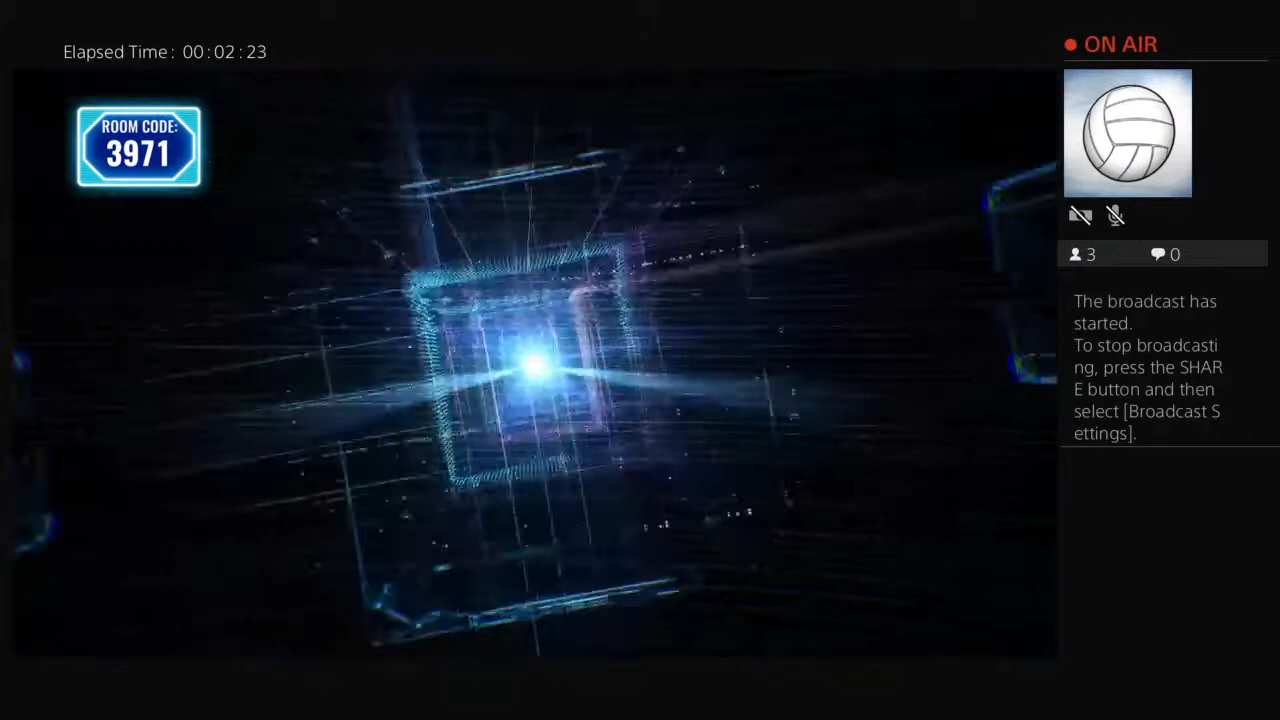 Elapsed Time: 00:02:23
ROOM CODE:
3971
ON AIR
3
0
The broadcast has
started.
To stop broadcasti
ng, press the SHAR
E button and then
select [Broadcast S
ettings].